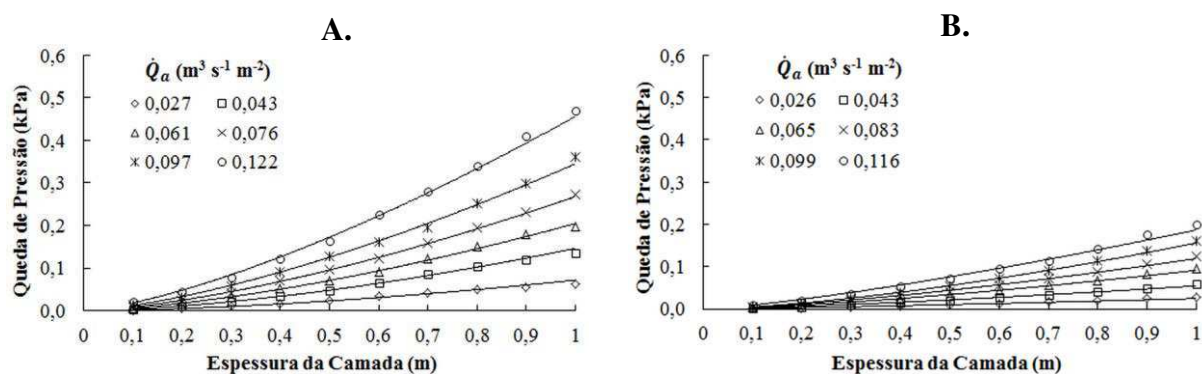 A.
0,6
0,5
0,4
0,3
0,2
0,1
0,0
Queda de Pressão (kPa)
Q̇a (m³ s⁻¹ m⁻²)
0,027 0,043
0,061 0,076
0,097 0,122
0 0,1 0,2 0,3 0,4 0,5 0,6 0,7 0,8 0,9 1
Espessura da Camada (m)
B.
0,6
0,5
0,4
0,3
0,2
0,1
0,0
Queda de Pressão (kPa)
Q̇a (m³ s⁻¹ m⁻²)
0,026 0,043
0,065 0,083
0,099 0,116
0 0,1 0,2 0,3 0,4 0,5 0,6 0,7 0,8 0,9 1
Espessura da Camada (m)